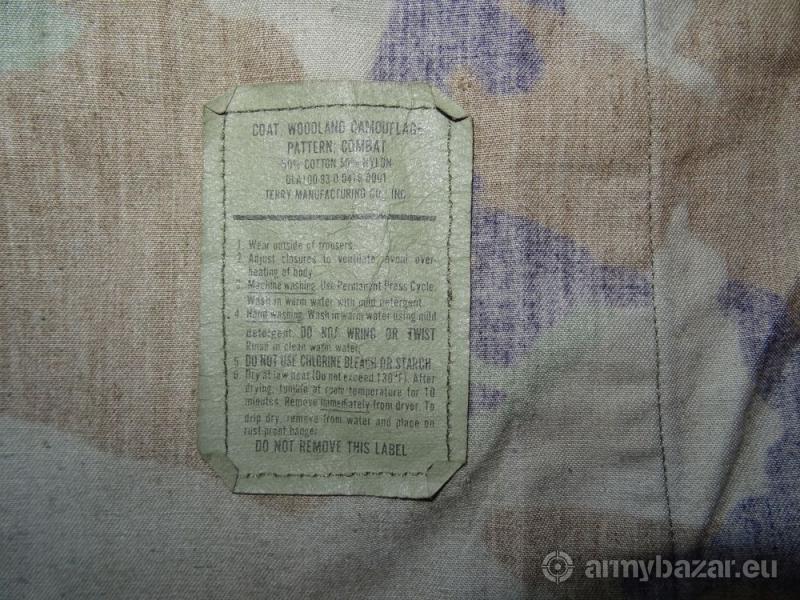 COAT, WOODLAND CAMOUFLAGE
PATTERN, COMBAT
50% COTTON 50% NYLON
TERRY MANUFACTURING CO., INC
1. Wear outside of trousers.
2. Adjust closures to ventilate, avoid over-
heating of body.
3. Machine washing. Use Permanent Press Cycle.
Wash in warm water with mild detergent.
4. Hand washing. Wash in warm water using mild
detergent. DO NOT WRING OR TWIST
Rinse in clean warm water.
5. DO NOT USE CHLORINE BLEACH OR STARCH
6. Dry at low heat (Do not exceed 130°F). After
drying, tumble at room temperature for 10
minutes. Remove immediately from dryer. To
drip dry, remove from water and place on
rust-proof hanger.
DO NOT REMOVE THIS LABEL
armybazar.eu